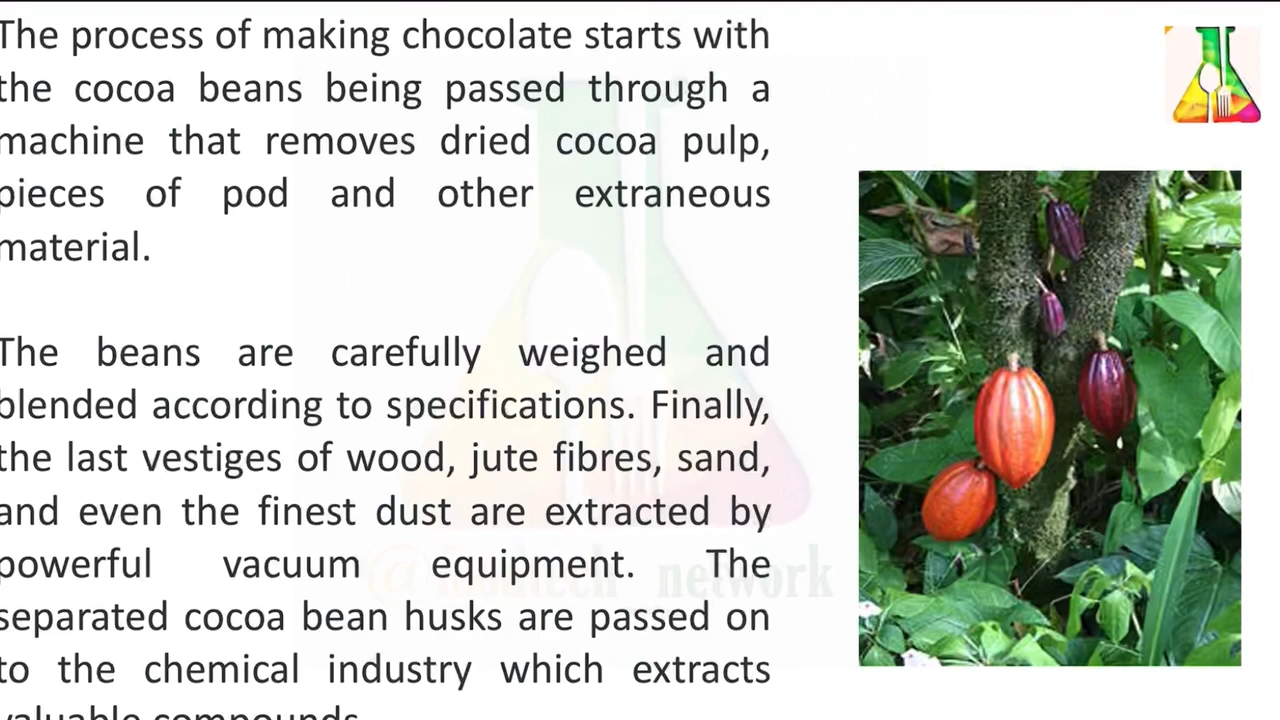 The process of making chocolate starts with
the cocoa beans being passed through a
machine that removes dried cocoa pulp,
pieces of pod and other extraneous
material.
The beans are carefully weighed and
blended according to specifications. Finally,
the last vestiges of wood, jute fibres, sand,
and even the finest dust are extracted by
powerful vacuum equipment. The
separated cocoa bean husks are passed on
to the chemical industry which extracts
valuable compounds.
network